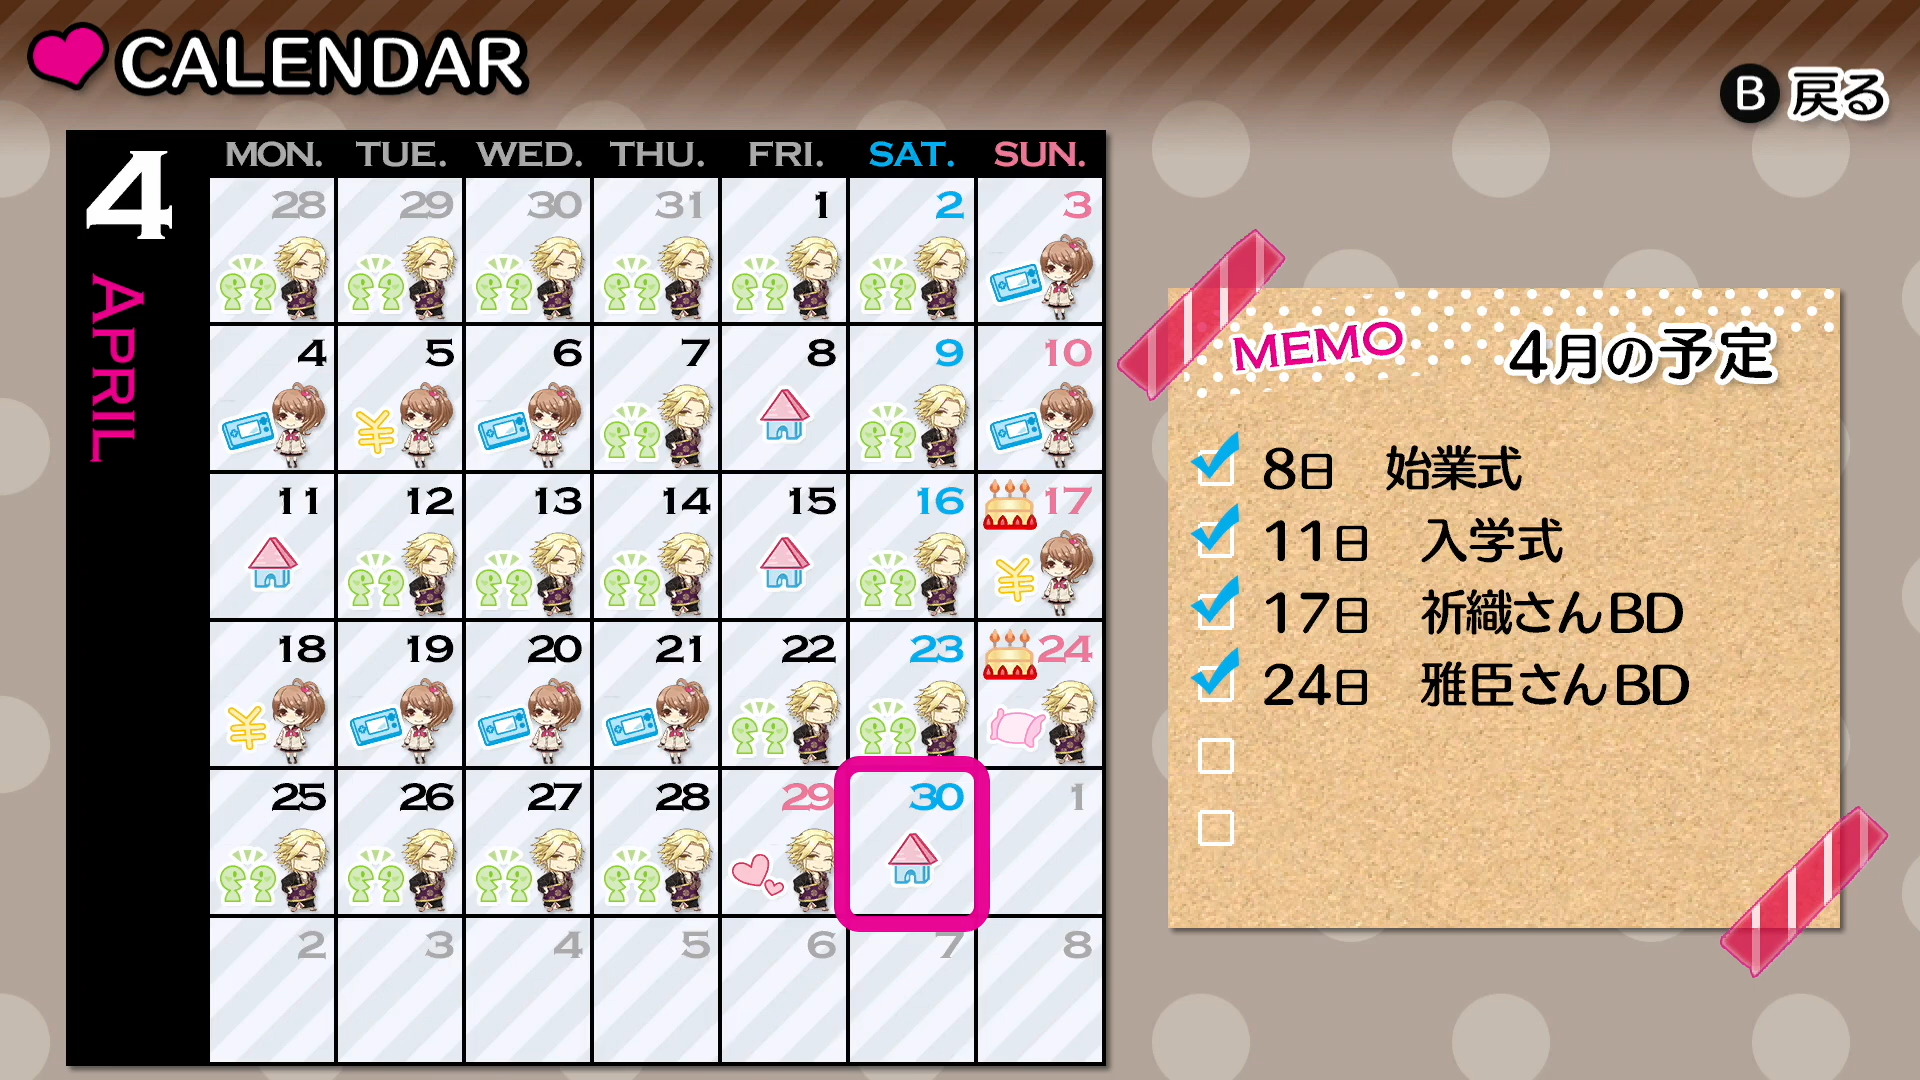 CALENDAR
B 戻る
4
APRIL
MON. TUE. WED. THU. FRI. SAT. SUN.
28 29 30 31 1 2 3
4 5 6 7 8 9 10
11 12 13 14 15 16 17
18 19 20 21 22 23 24
25 26 27 28 29 30 1
2 3 4 5 6 7 8
MEMO 4月の予定
8日 始業式
11日 入学式
17日 祈織さんBD
24日 雅臣さんBD